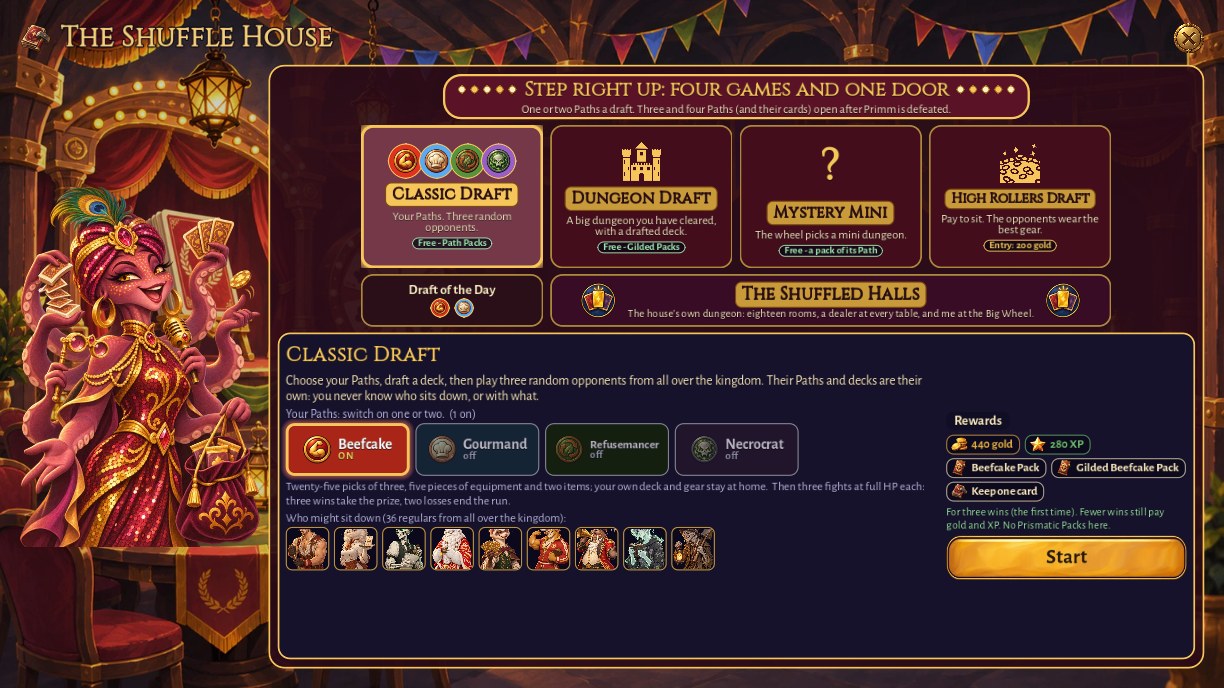 THE SHUFFLE HOUSE
STEP RIGHT UP: FOUR GAMES AND ONE DOOR
One or two Paths a draft. Three and four Paths (and their cards) open after Primm is defeated.
CLASSIC DRAFT
Your Paths. Three random
opponents.
Free - Path Packs
DUNGEON DRAFT
A big dungeon you have cleared,
with a drafted deck.
Free - Gilded Packs
?
MYSTERY MINI
The wheel picks a mini dungeon.
Free - a pack of its Path
HIGH ROLLERS DRAFT
Pay to sit. The opponents wear the
best gear.
Entry: 200 gold
Draft of the Day
THE SHUFFLED HALLS
The house's own dungeon: eighteen rooms, a dealer at every table, and me at the Big Wheel.
CLASSIC DRAFT
Choose your Paths, draft a deck, then play three random opponents from all over the kingdom. Their Paths and decks are their
own: you never know who sits down, or with what.
Your Paths: switch on one or two. (1 on)
Beefcake
ON
Gourmand
off
Refusemancer
off
Necrocrat
off
Twenty-five picks of three, five pieces of equipment and two items; your own deck and gear stay at home. Then three fights at full HP each:
three wins take the prize, two losses end the run.
Who might sit down (36 regulars from all over the kingdom):
Rewards
440 gold
280 XP
Beefcake Pack
Gilded Beefcake Pack
Keep one card
For three wins (the first time). Fewer wins still pay
gold and XP. No Prismatic Packs here.
Start